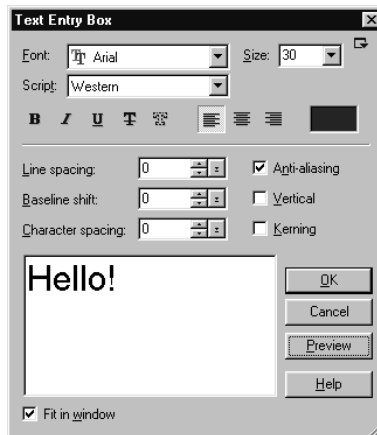 Text Entry Box
Font: Arial Size: 30
Script: Western
B I U T
Line spacing: 0 Anti-aliasing
Baseline shift: 0 Vertical
Character spacing: 0 Kerning
Hello!
OK
Cancel
Preview
Help
Fit in window